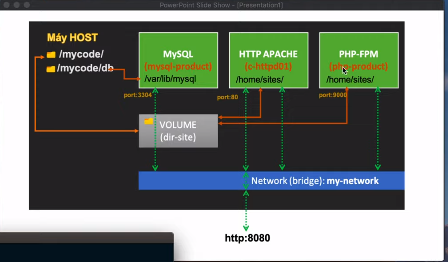 PowerPoint Slide Show - [Presentation1]
Máy HOST
/mycode/
/mycode/db
MySQL
(mysql-product)
/var/lib/mysql
port:3304
HTTP APACHE
(c-httpd01)
/home/sites/
port:80
PHP-FPM
(php-product)
/home/sites/
port:9000
VOLUME
(dir-site)
Network (bridge): my-network
http:8080